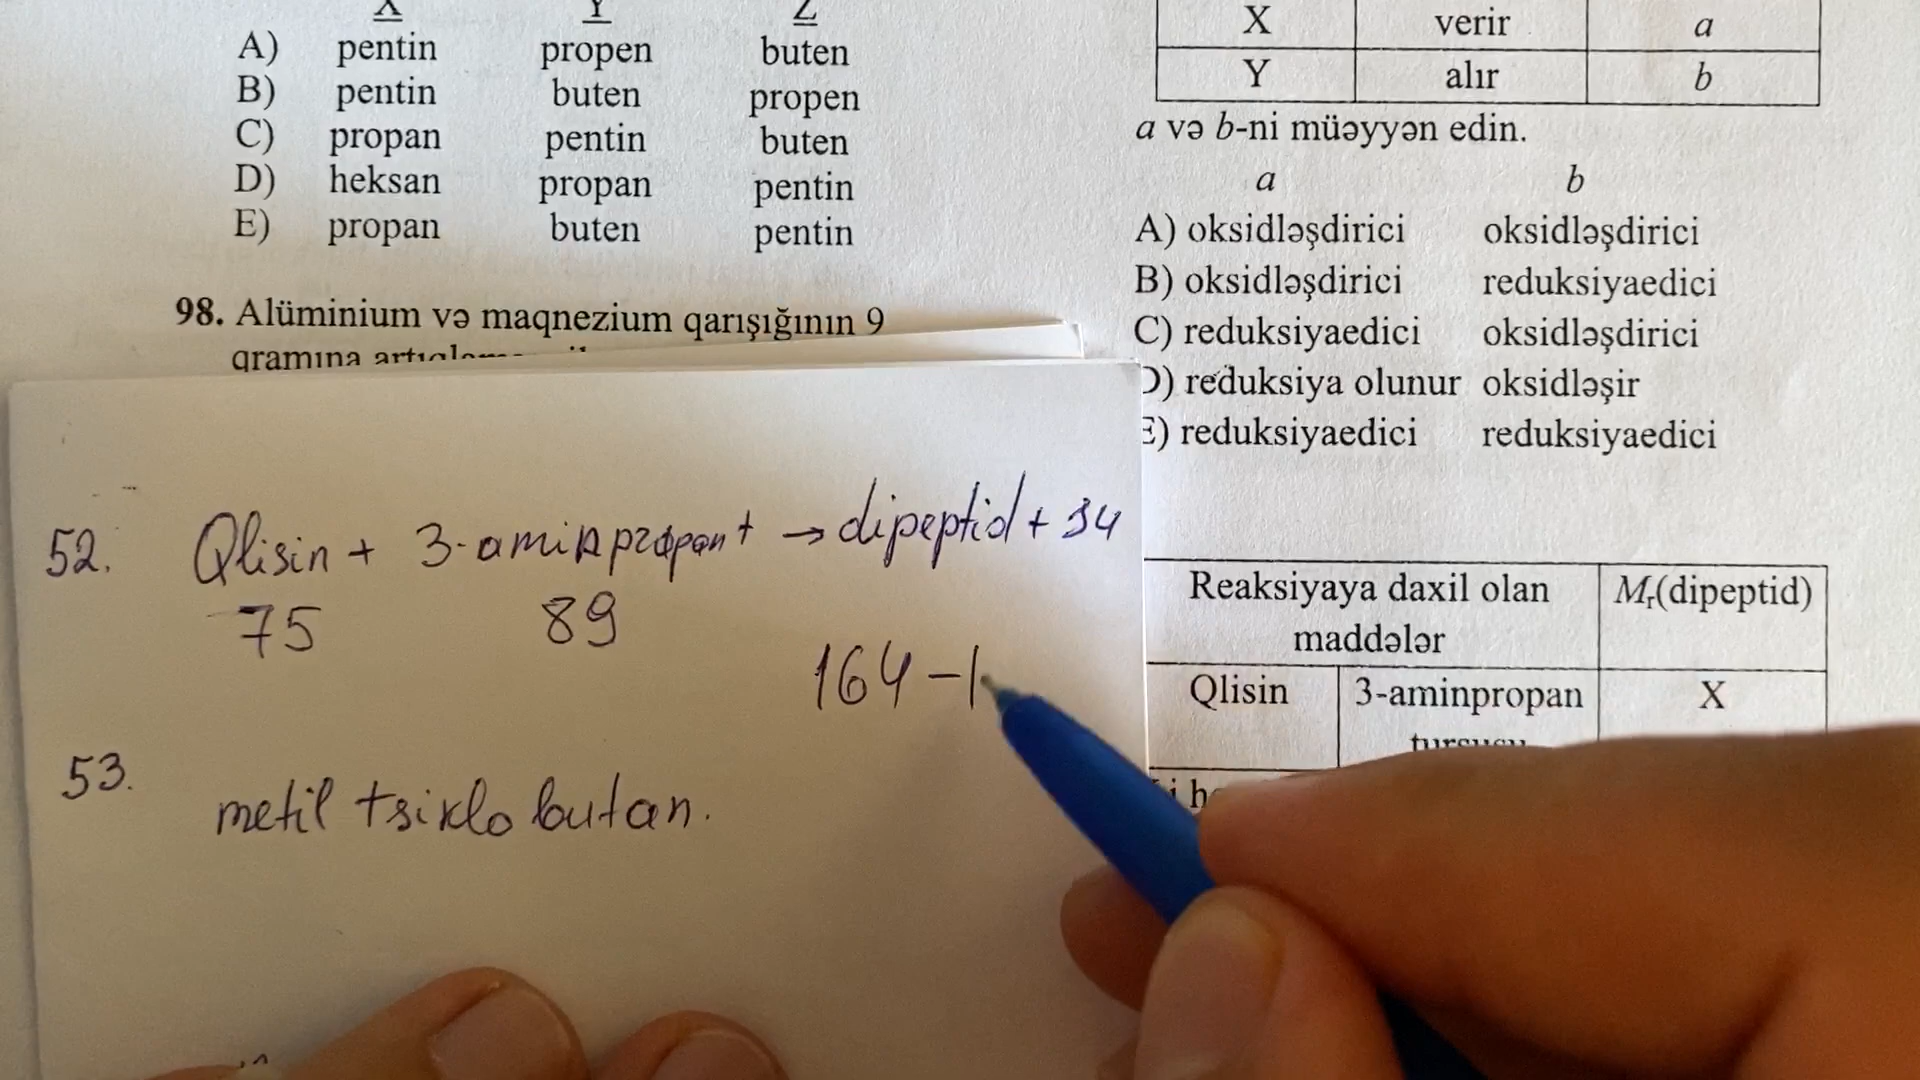 X Y Z
A) pentin propen buten
B) pentin buten propen
C) propan pentin buten
D) heksan propan pentin
E) propan buten pentin
98. Alüminium və maqnezium qarışığının 9
qramına
X verir a
Y alır b
a və b-ni müəyyən edin.
a b
A) oksidləşdirici oksidləşdirici
B) oksidləşdirici reduksiyaedici
C) reduksiyaedici oksidləşdirici
D) reduksiya olunur oksidləşir
E) reduksiyaedici reduksiyaedici
Reaksiyaya daxil olan Mr(dipeptid)
maddələr
Qlisin 3-aminpropan X
turşusu
52. Qlisin + 3-aminpropan t → dipeptid +
75 89
164 – 1
53.
metil tsiklobutan.